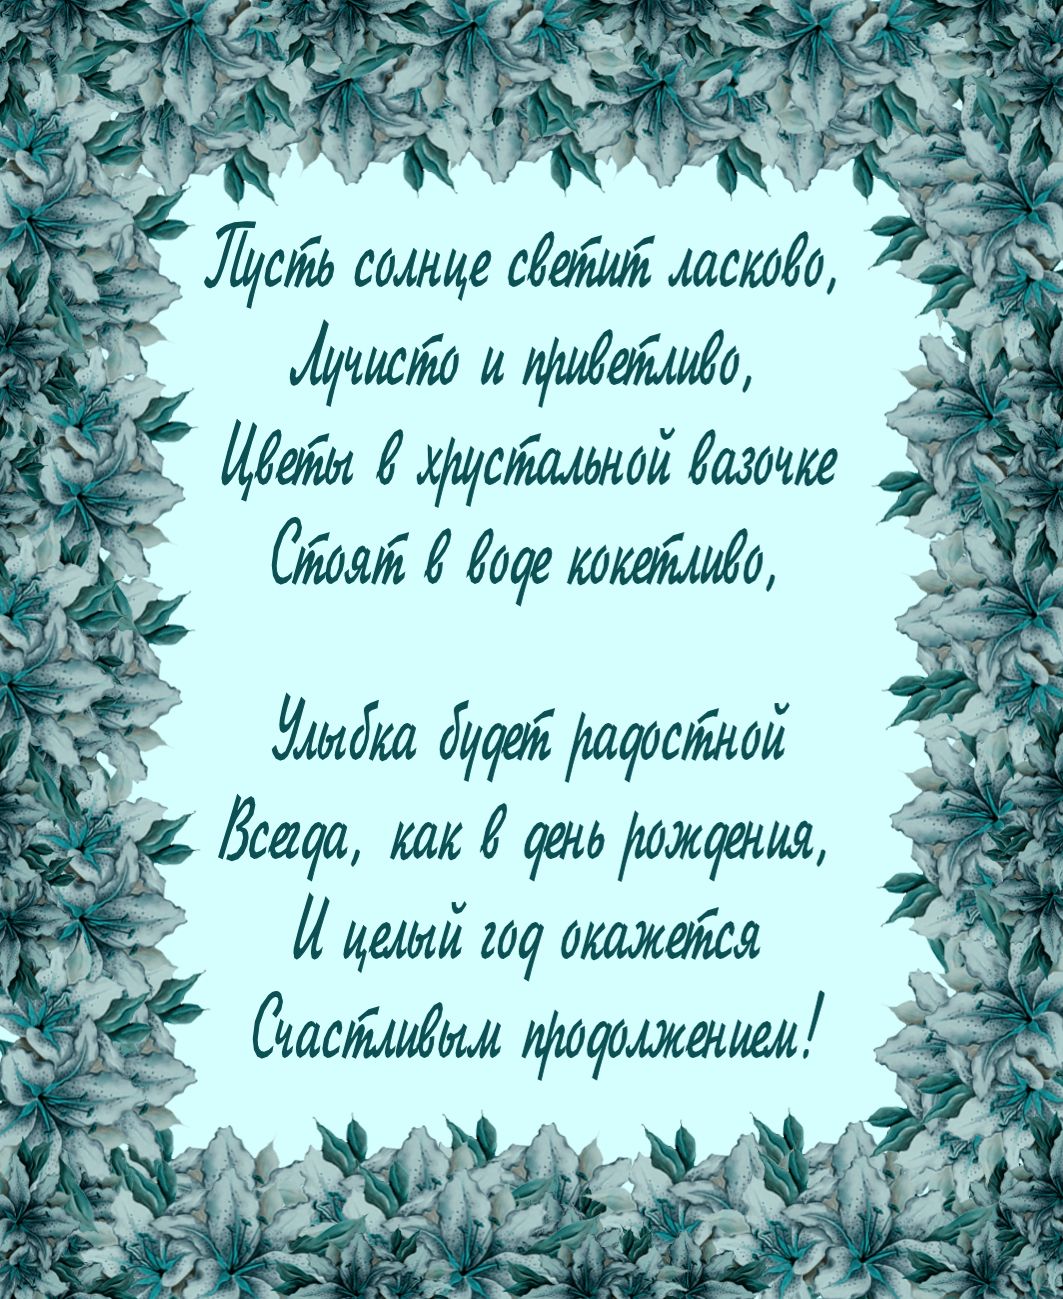 Пусть солнце светит ласково,
Лучисто и приветливо,
Цветы в хрустальной вазочке
Стоят в воде кокетливо,
Улыбка будет радостной
Всегда, как в день рождения,
И целый год окажется
Счастливым продолжением!